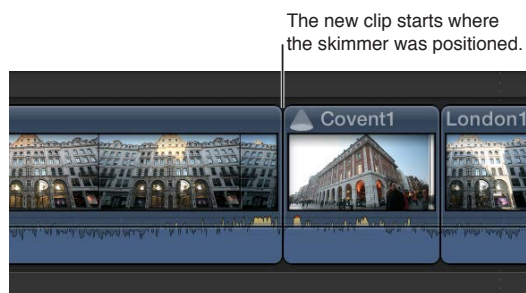 The new clip starts where
the skimmer was positioned.
Covent1
London1